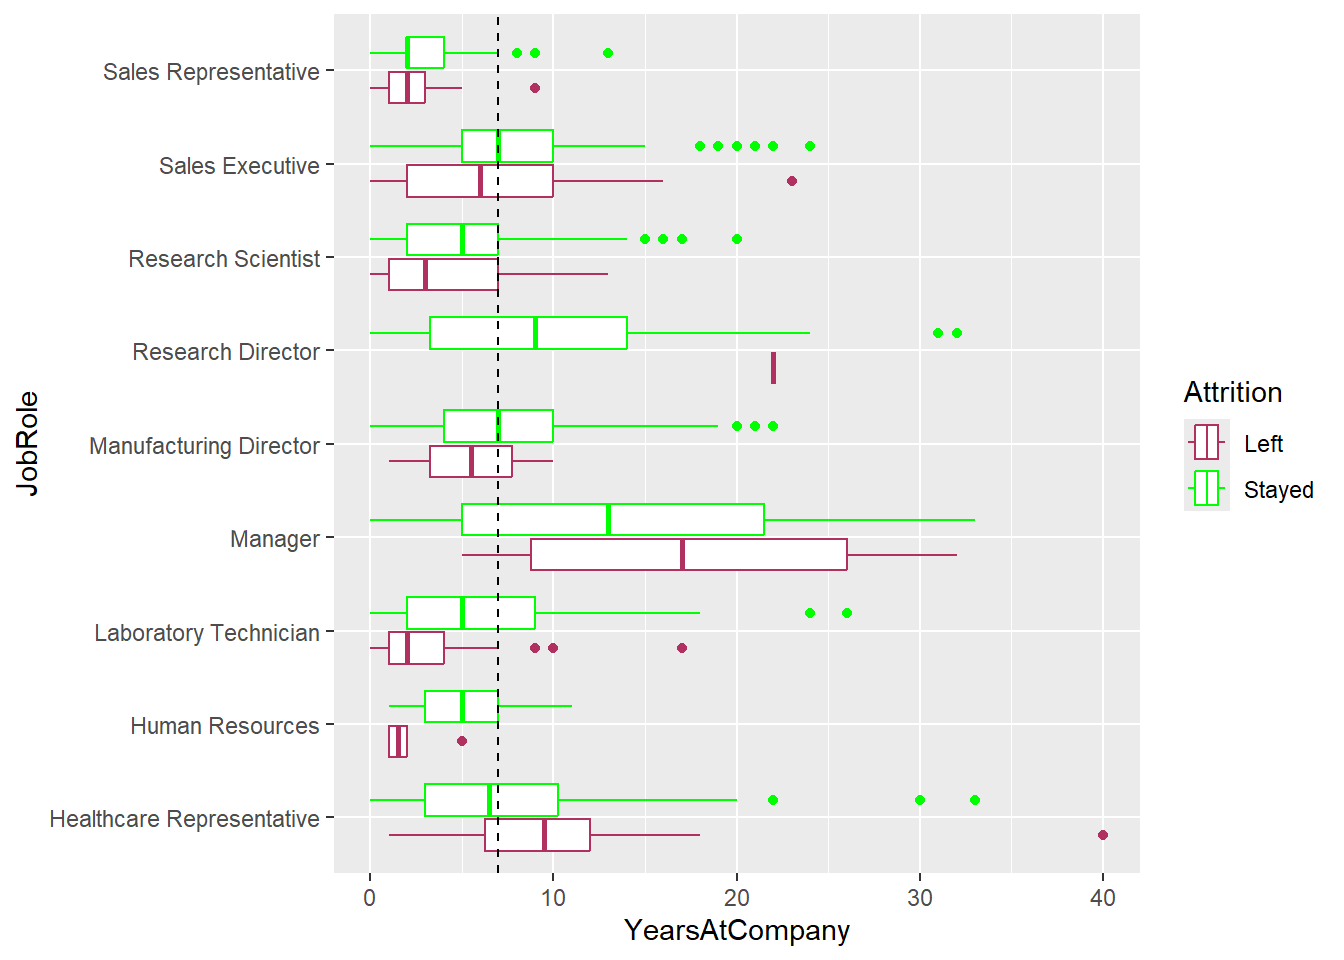 Sales Representative
Sales Executive
Research Scientist
Research Director
Manufacturing Director
Manager
Laboratory Technician
Human Resources
Healthcare Representative
JobRole
0 10 20 30 40
YearsAtCompany
Attrition
Left
Stayed